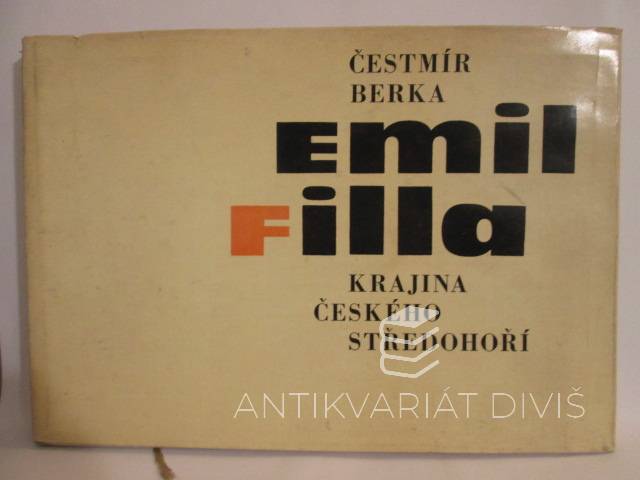 ČESTMÍR
BERKA
Emil
Filla
KRAJINA
ČESKÉHO
STŘEDOHOŘÍ
ANTIKVARIÁT DIVIŠ